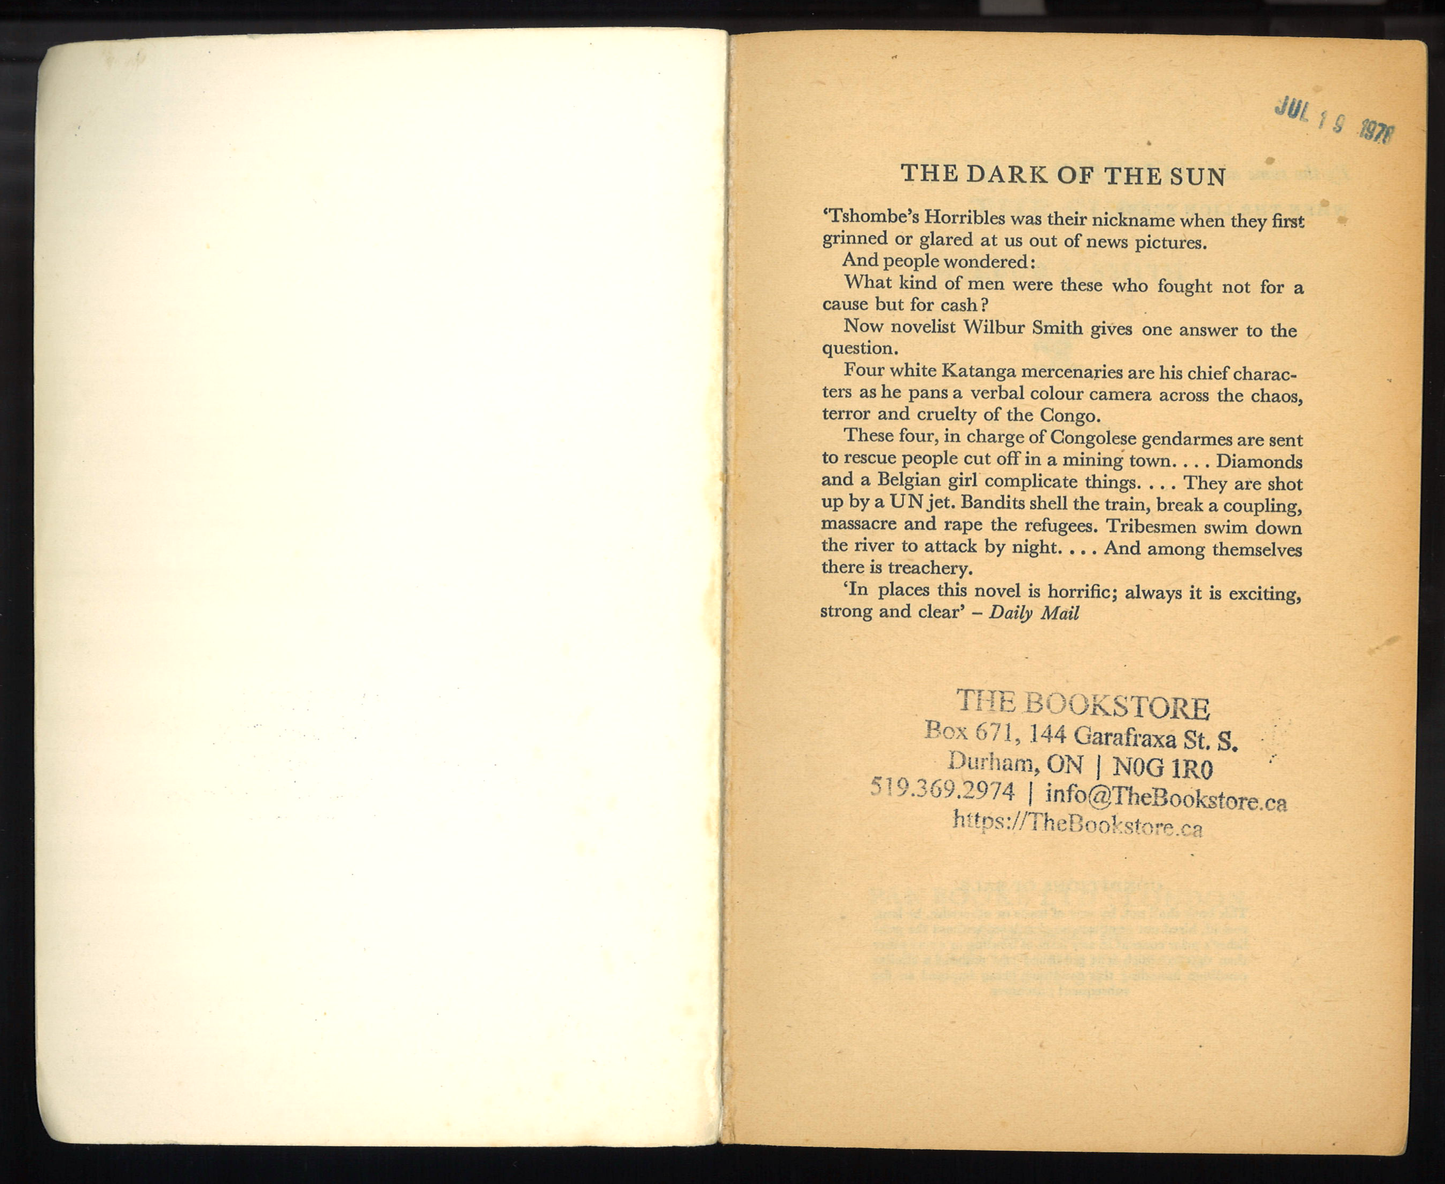 JUL 19 1978
THE DARK OF THE SUN
‘Tshombe’s Horribles was their nickname when they first
grinned or glared at us out of news pictures.
And people wondered:
What kind of men were these who fought not for a
cause but for cash?
Now novelist Wilbur Smith gives one answer to the
question.
Four white Katanga mercenaries are his chief charac-
ters as he pans a verbal colour camera across the chaos,
terror and cruelty of the Congo.
These four, in charge of Congolese gendarmes are sent
to rescue people cut off in a mining town. . . . Diamonds
and a Belgian girl complicate things. . . . They are shot
up by a UN jet. Bandits shell the train, break a coupling,
massacre and rape the refugees. Tribesmen swim down
the river to attack by night. . . . And among themselves
there is treachery.
‘In places this novel is horrific; always it is exciting,
strong and clear’ – Daily Mail
THE BOOKSTORE
Box 671, 144 Garafraxa St. S.
Durham, ON | N0G 1R0
519.369.2974 | info@TheBookstore.ca
https://TheBookstore.ca